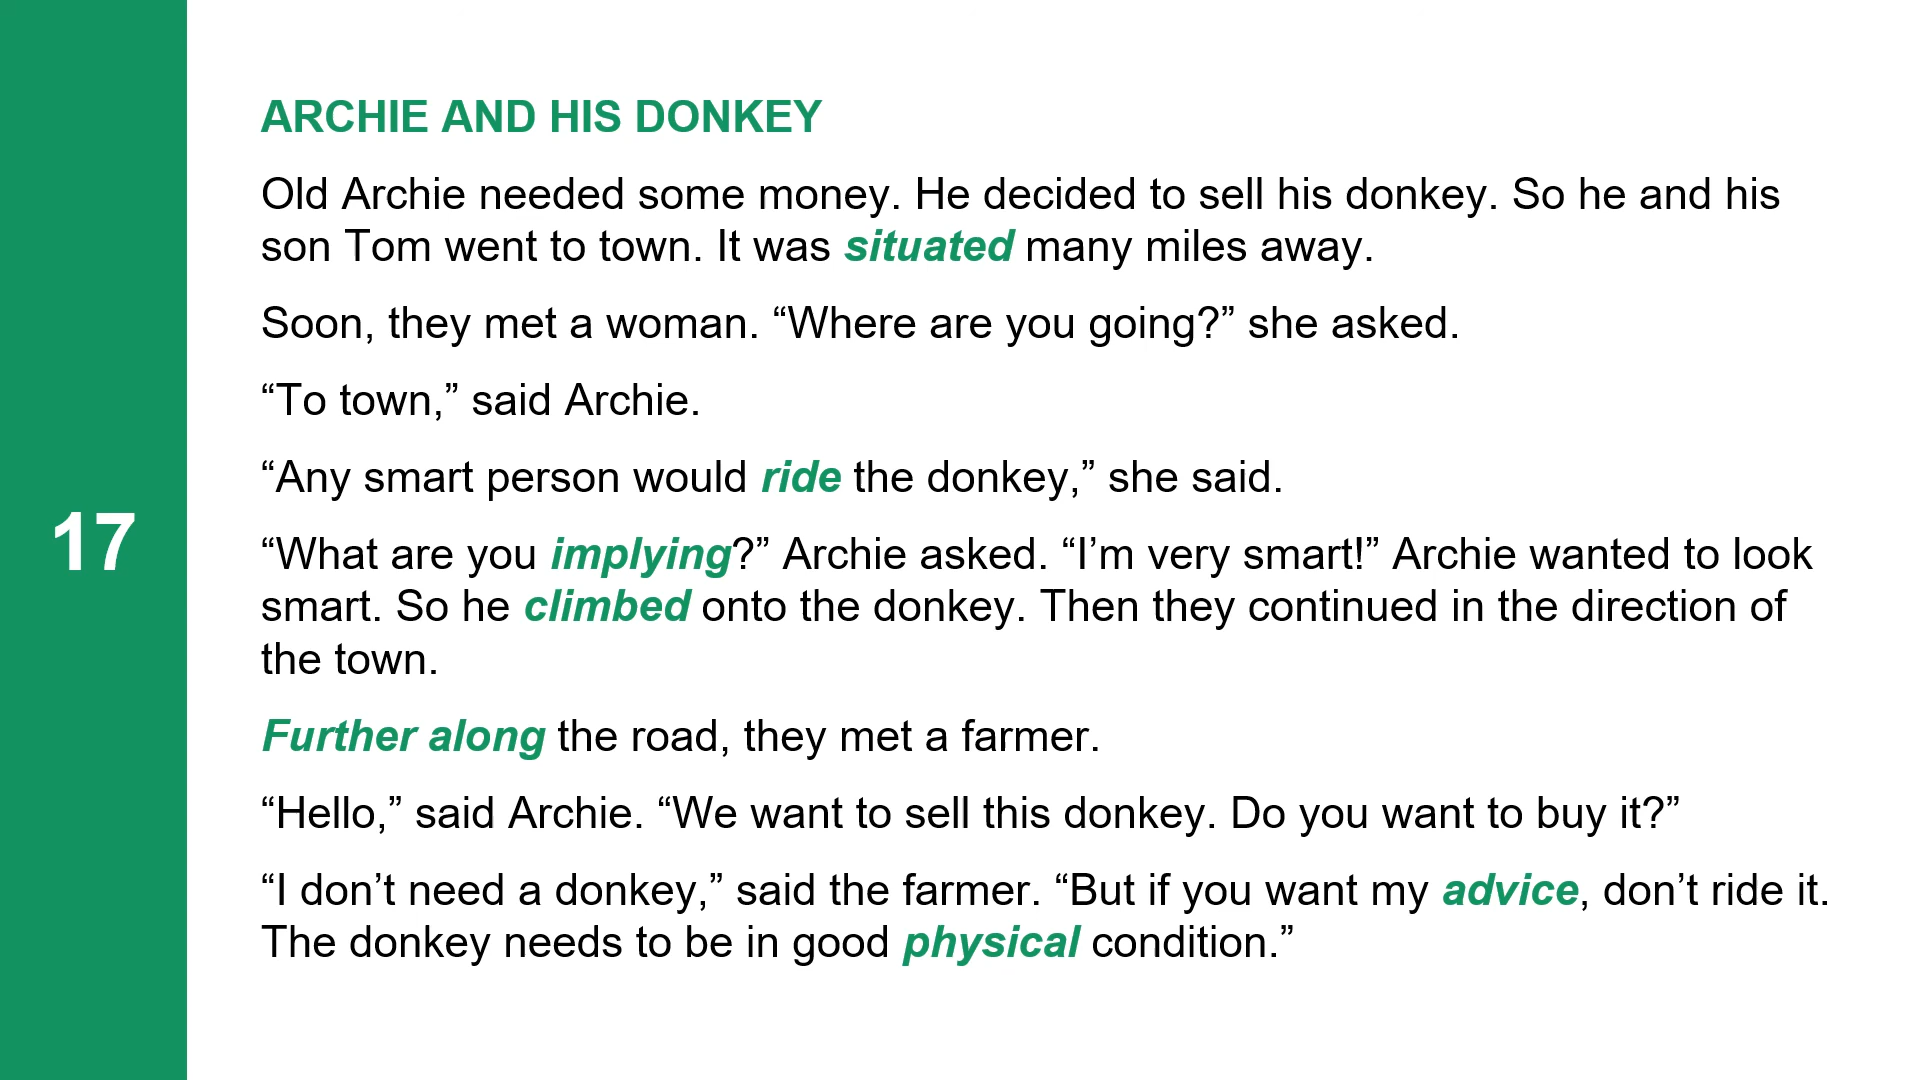 ARCHIE AND HIS DONKEY
Old Archie needed some money. He decided to sell his donkey. So he and his
son Tom went to town. It was situated many miles away.
Soon, they met a woman. “Where are you going?” she asked.
“To town,” said Archie.
“Any smart person would ride the donkey,” she said.
17
“What are you implying?” Archie asked. “I’m very smart!” Archie wanted to look
smart. So he climbed onto the donkey. Then they continued in the direction of
the town.
Further along the road, they met a farmer.
“Hello,” said Archie. “We want to sell this donkey. Do you want to buy it?”
“I don’t need a donkey,” said the farmer. “But if you want my advice, don’t ride it.
The donkey needs to be in good physical condition.”